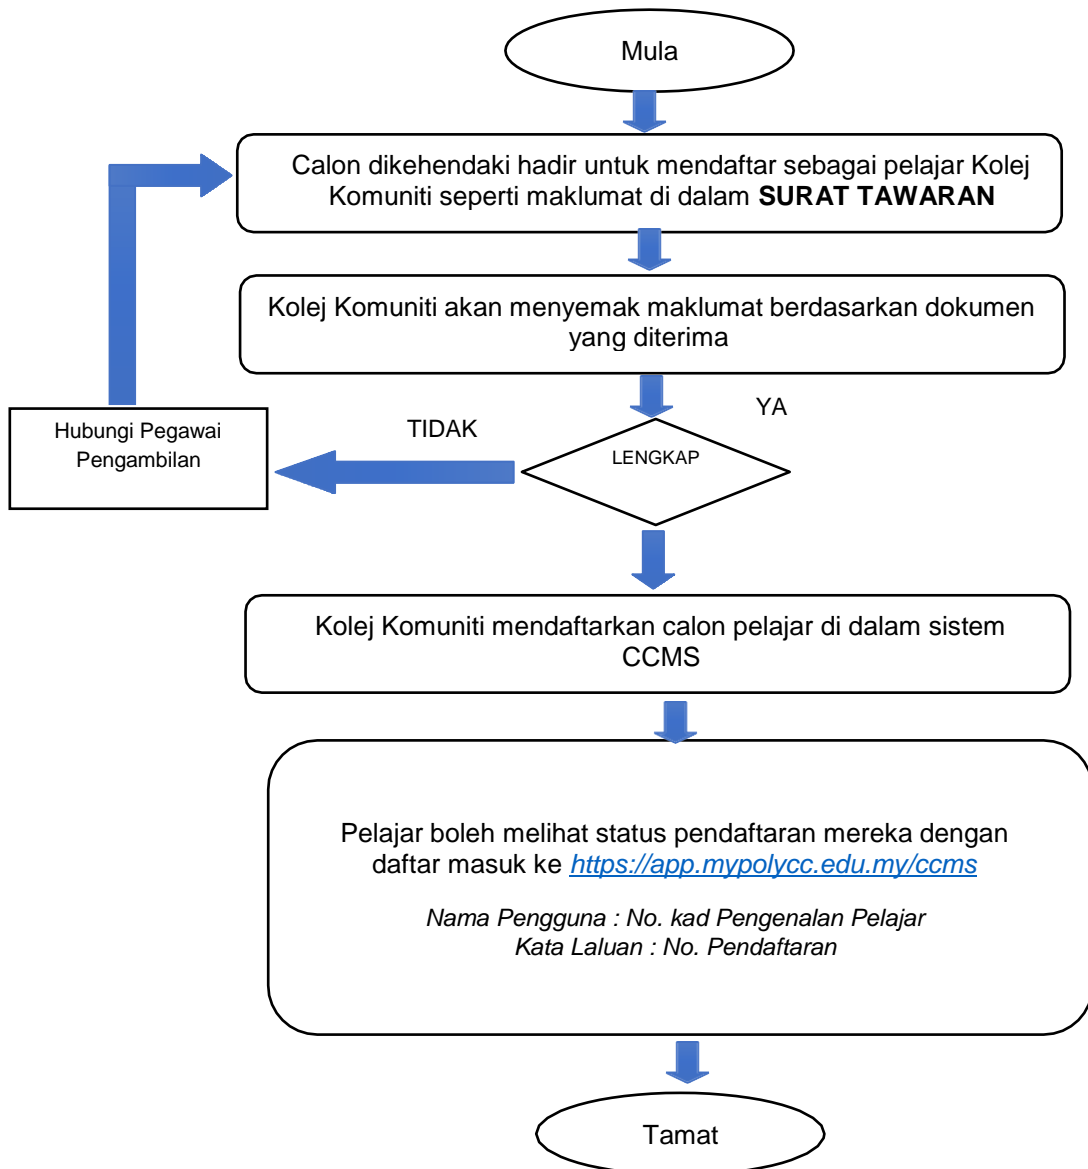 Mula
Calon dikehendaki hadir untuk mendaftar sebagai pelajar Kolej
Komuniti seperti maklumat di dalam SURAT TAWARAN
Kolej Komuniti akan menyemak maklumat berdasarkan dokumen
yang diterima
YA
TIDAK
Hubungi Pegawai
Pengambilan
LENGKAP
Kolej Komuniti mendaftarkan calon pelajar di dalam sistem
CCMS
Pelajar boleh melihat status pendaftaran mereka dengan
daftar masuk ke https://app.mypolycc.edu.my/ccms
Nama Pengguna : No. kad Pengenalan Pelajar
Kata Laluan : No. Pendaftaran
Tamat